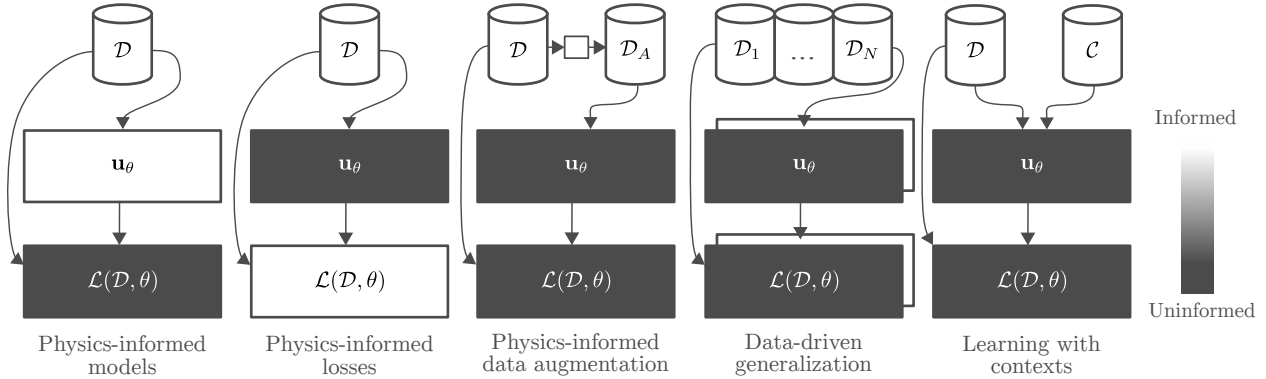 𝒟
𝒟
𝒟
𝒟_A
𝒟_1
...
𝒟_N
𝒟
𝒞
u_θ
u_θ
u_θ
u_θ
u_θ
ℒ(𝒟, θ)
ℒ(𝒟, θ)
ℒ(𝒟, θ)
ℒ(𝒟, θ)
ℒ(𝒟, θ)
Physics-informed
models
Physics-informed
losses
Physics-informed
data augmentation
Data-driven
generalization
Learning with
contexts
Informed
Uninformed